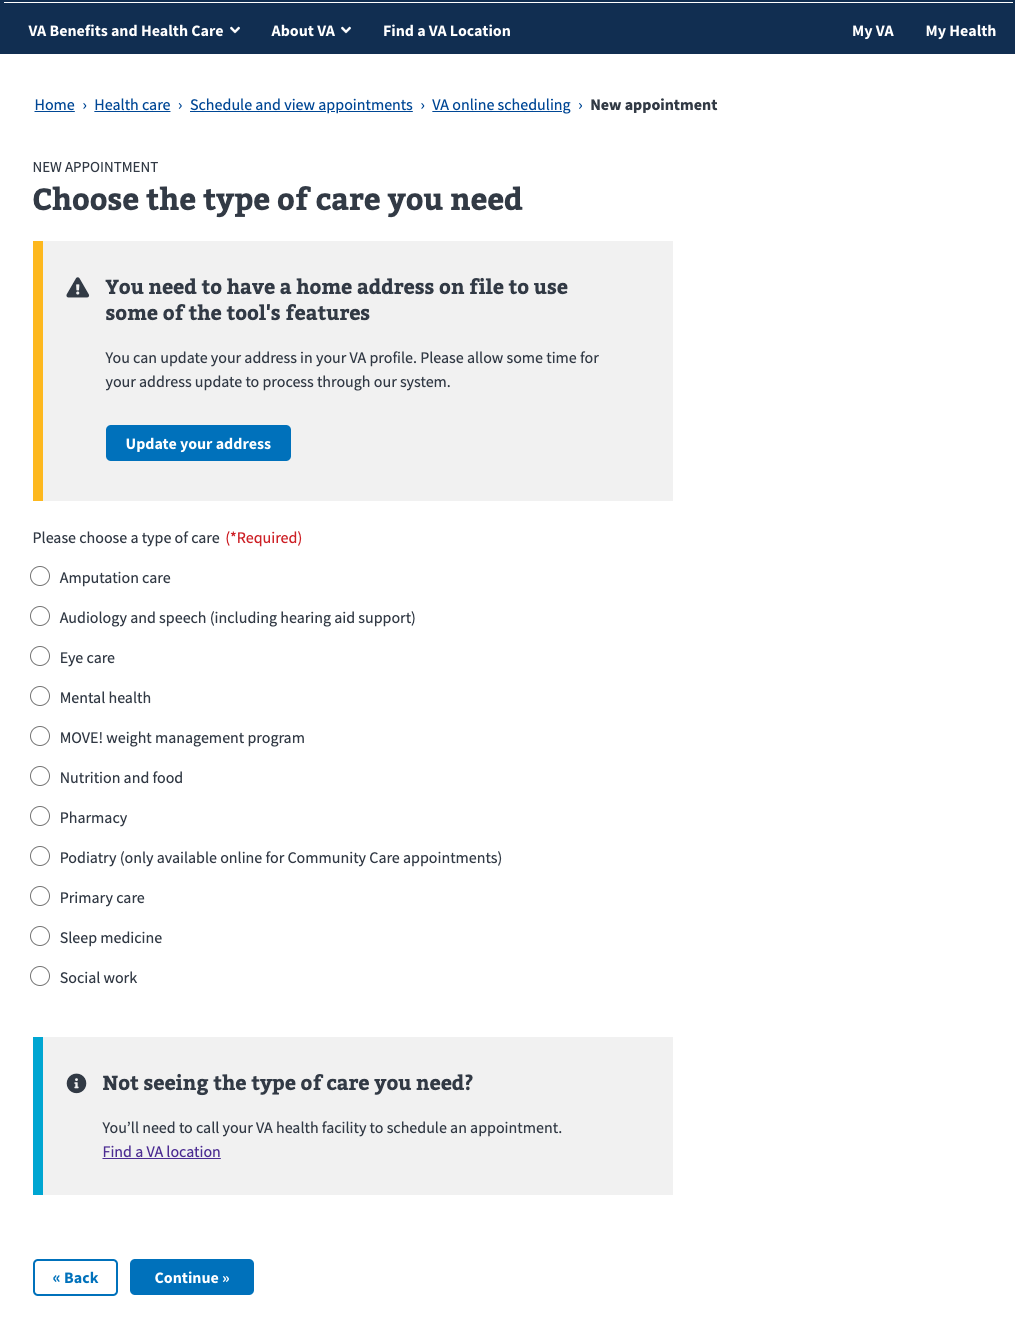 VA Benefits and Health Care About VA Find a VA Location My VA My Health
Home › Health care › Schedule and view appointments › VA online scheduling › New appointment
NEW APPOINTMENT
Choose the type of care you need
You need to have a home address on file to use
some of the tool's features
You can update your address in your VA profile. Please allow some time for
your address update to process through our system.
Update your address
Please choose a type of care (*Required)
Amputation care
Audiology and speech (including hearing aid support)
Eye care
Mental health
MOVE! weight management program
Nutrition and food
Pharmacy
Podiatry (only available online for Community Care appointments)
Primary care
Sleep medicine
Social work
Not seeing the type of care you need?
You’ll need to call your VA health facility to schedule an appointment.
Find a VA location
« Back Continue »